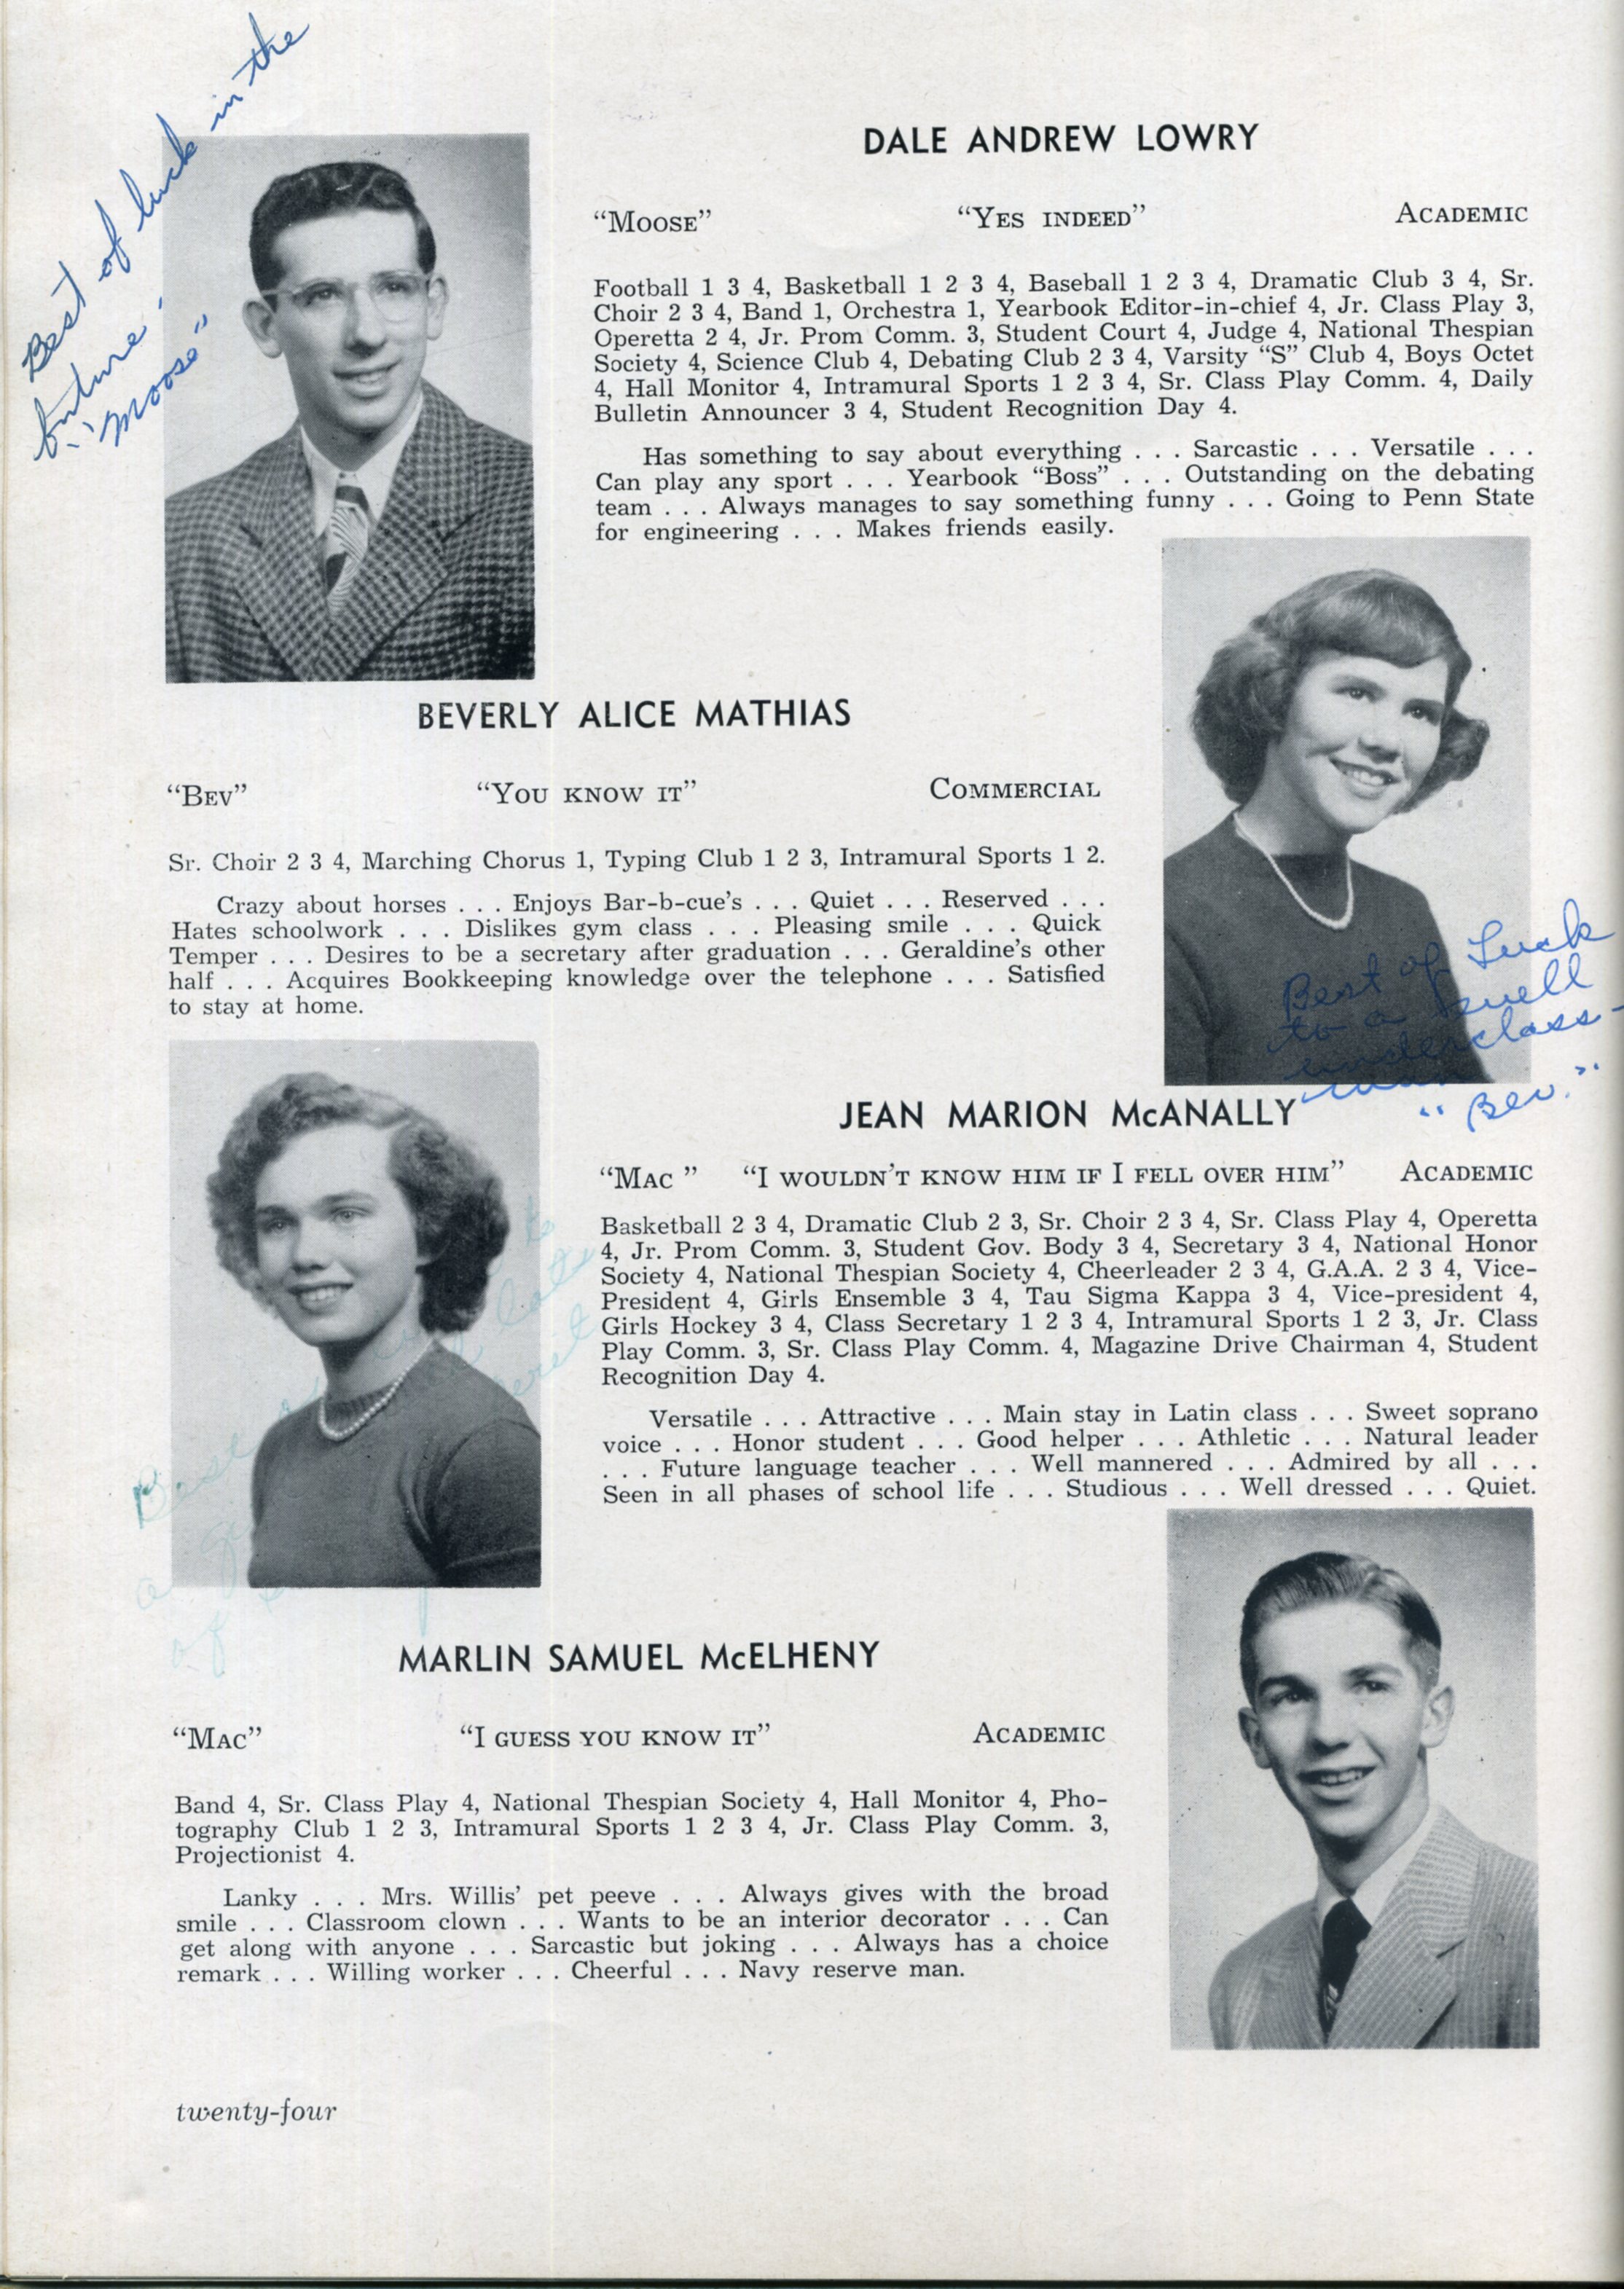 Best of luck in the
future -
- "Moose"
DALE ANDREW LOWRY
"MOOSE" "YES INDEED" ACADEMIC
Football 1 3 4, Basketball 1 2 3 4, Baseball 1 2 3 4, Dramatic Club 3 4, Sr.
Choir 2 3 4, Band 1, Orchestra 1, Yearbook Editor-in-chief 4, Jr. Class Play 3,
Operetta 2 4, Jr. Prom Comm. 3, Student Court 4, Judge 4, National Thespian
Society 4, Science Club 4, Debating Club 2 3 4, Varsity "S" Club 4, Boys Octet
4, Hall Monitor 4, Intramural Sports 1 2 3 4, Sr. Class Play Comm. 4, Daily
Bulletin Announcer 3 4, Student Recognition Day 4.
Has something to say about everything . . . Sarcastic . . . Versatile . . .
Can play any sport . . . Yearbook "Boss" . . . Outstanding on the debating
team . . . Always manages to say something funny . . . Going to Penn State
for engineering . . . Makes friends easily.
BEVERLY ALICE MATHIAS
"BEV" "YOU KNOW IT" COMMERCIAL
Sr. Choir 2 3 4, Marching Chorus 1, Typing Club 1 2 3, Intramural Sports 1 2.
Crazy about horses . . . Enjoys Bar-b-cue's . . . Quiet . . . Reserved . . .
Hates schoolwork . . . Dislikes gym class . . . Pleasing smile . . . Quick
Temper . . . Desires to be a secretary after graduation . . . Geraldine's other
half . . . Acquires Bookkeeping knowledge over the telephone . . . Satisfied
to stay at home.
Best of Luck
to a swell
underclass-
man
"Bev."
JEAN MARION McANALLY
"MAC " "I WOULDN'T KNOW HIM IF I FELL OVER HIM" ACADEMIC
Basketball 2 3 4, Dramatic Club 2 3, Sr. Choir 2 3 4, Sr. Class Play 4, Operetta
4, Jr. Prom Comm. 3, Student Gov. Body 3 4, Secretary 3 4, National Honor
Society 4, National Thespian Society 4, Cheerleader 2 3 4, G.A.A. 2 3 4, Vice-
President 4, Girls Ensemble 3 4, Tau Sigma Kappa 3 4, Vice-president 4,
Girls Hockey 3 4, Class Secretary 1 2 3 4, Intramural Sports 1 2 3, Jr. Class
Play Comm. 3, Sr. Class Play Comm. 4, Magazine Drive Chairman 4, Student
Recognition Day 4.
Versatile . . . Attractive . . . Main stay in Latin class . . . Sweet soprano
voice . . . Honor student . . . Good helper . . . Athletic . . . Natural leader
. . . Future language teacher . . . Well mannered . . . Admired by all . . .
Seen in all phases of school life . . . Studious . . . Well dressed . . . Quiet.
Best
a
of
MARLIN SAMUEL McELHENY
"MAC" "I GUESS YOU KNOW IT" ACADEMIC
Band 4, Sr. Class Play 4, National Thespian Society 4, Hall Monitor 4, Pho-
tography Club 1 2 3, Intramural Sports 1 2 3 4, Jr. Class Play Comm. 3,
Projectionist 4.
Lanky . . . Mrs. Willis' pet peeve . . . Always gives with the broad
smile . . . Classroom clown . . . Wants to be an interior decorator . . . Can
get along with anyone . . . Sarcastic but joking . . . Always has a choice
remark . . . Willing worker . . . Cheerful . . . Navy reserve man.
twenty-four